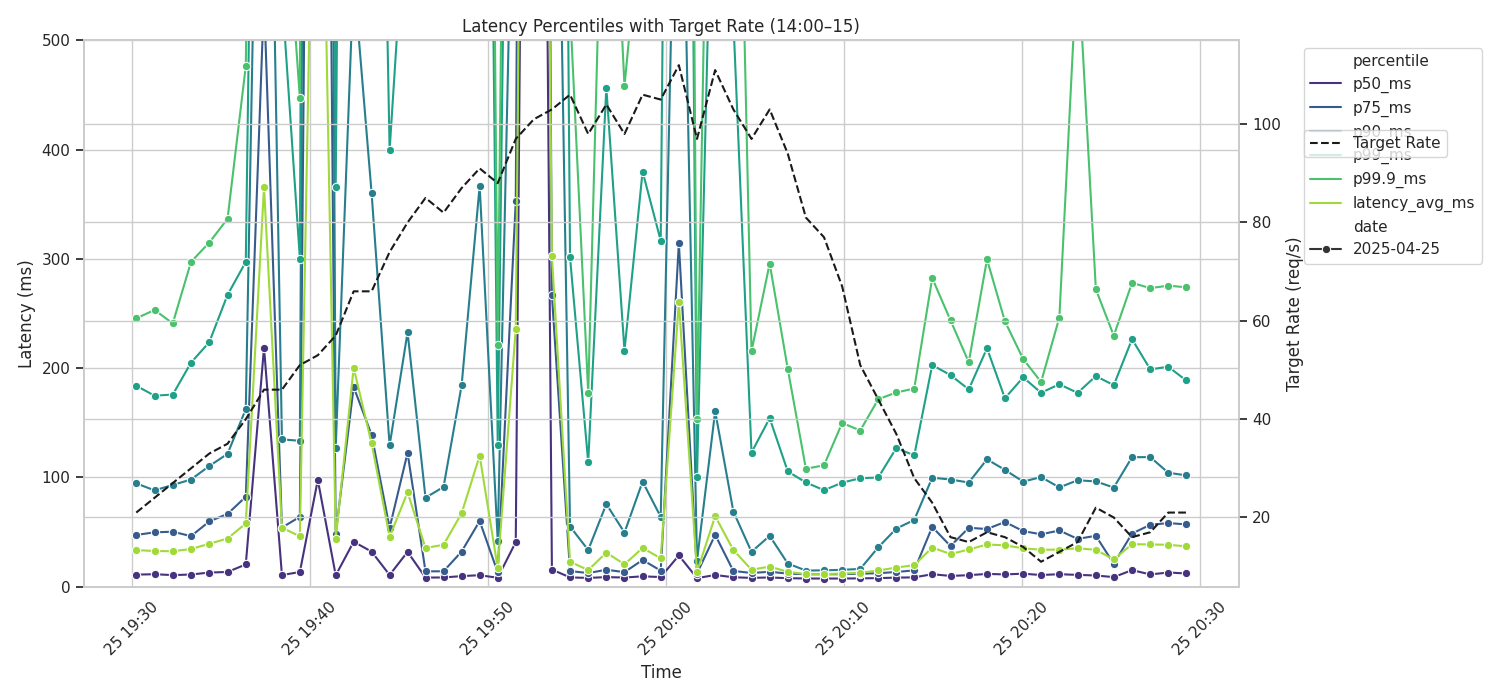 Latency Percentiles with Target Rate (14:00–15)
500
400
300
200
100
0
Latency (ms)
100
80
60
40
20
Target Rate (req/s)
25 19:30
25 19:40
25 19:50
25 20:00
25 20:10
25 20:20
25 20:30
Time
percentile
p50_ms
p75_ms
p90_ms
Target Rate
p99_ms
p99.9_ms
latency_avg_ms
date
2025-04-25